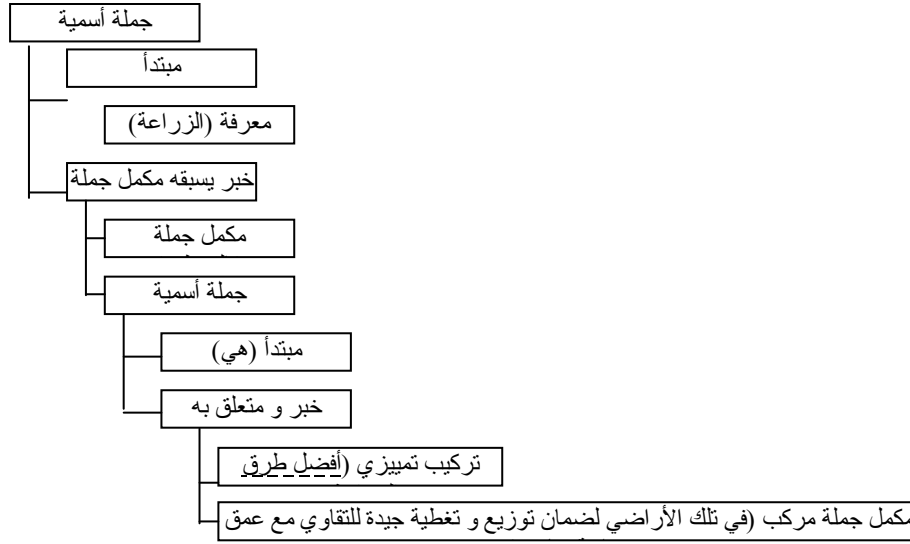 جملة أسمية
مبتدأ
معرفة (الزراعة)
خبر يسبقه مكمل جملة
مكمل جملة
جملة أسمية
مبتدأ (هي)
خبر و متعلق به
تركيب تمييزي (أفضل طرق
مكمل جملة مركب (في تلك الأراضي لضمان توزيع و تغطية جيدة للتقاوي مع عمق